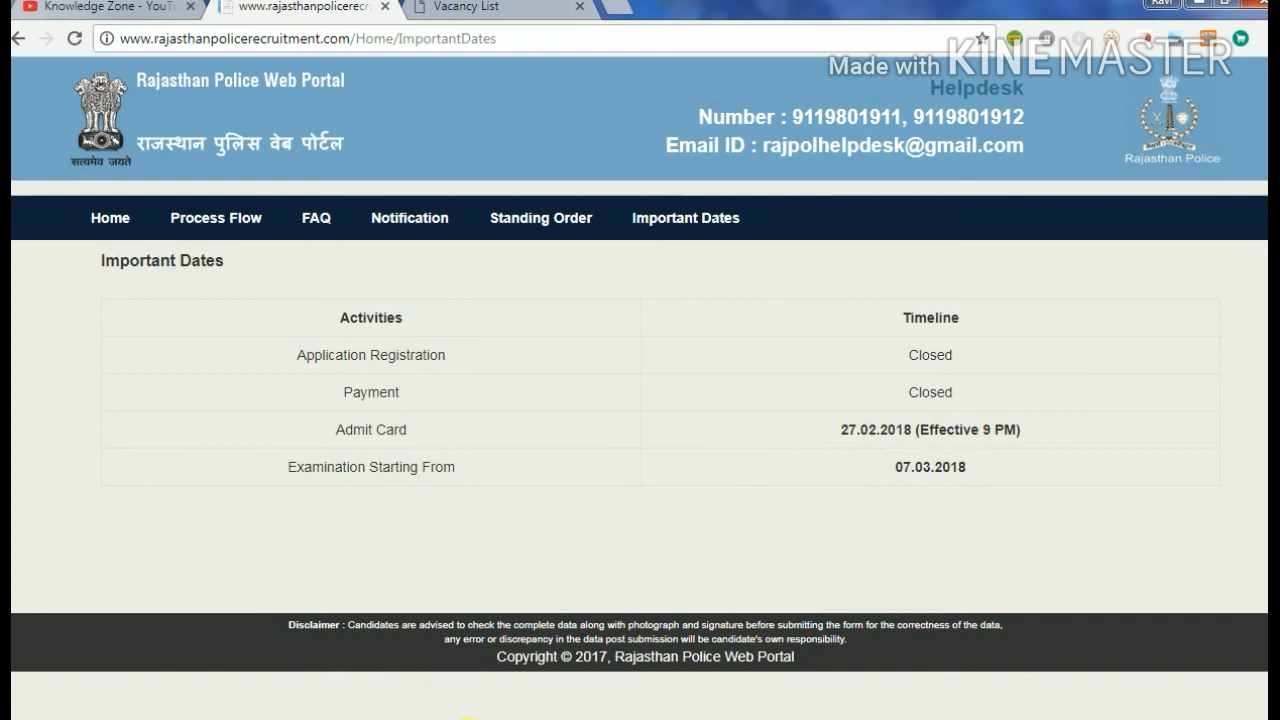 Knowledge Zone - YouT
www.rajasthanpolicerecr
Vacancy List
Ravi
www.rajasthanpolicerecruitment.com/Home/ImportantDates
Made with KINEMASTER
Rajasthan Police Web Portal
राजस्थान पुलिस वेब पोर्टल
सत्यमेव जयते
Helpdesk
Number : 9119801911, 9119801912
Email ID : rajpolhelpdesk@gmail.com
Rajasthan Police
Home Process Flow FAQ Notification Standing Order Important Dates
Important Dates
Activities Timeline
Application Registration Closed
Payment Closed
Admit Card 27.02.2018 (Effective 9 PM)
Examination Starting From 07.03.2018
Disclaimer : Candidates are advised to check the complete data along with photograph and signature before submitting the form for the correctness of the data,
any error or discrepancy in the data post submission will be candidate's own responsibility.
Copyright © 2017, Rajasthan Police Web Portal